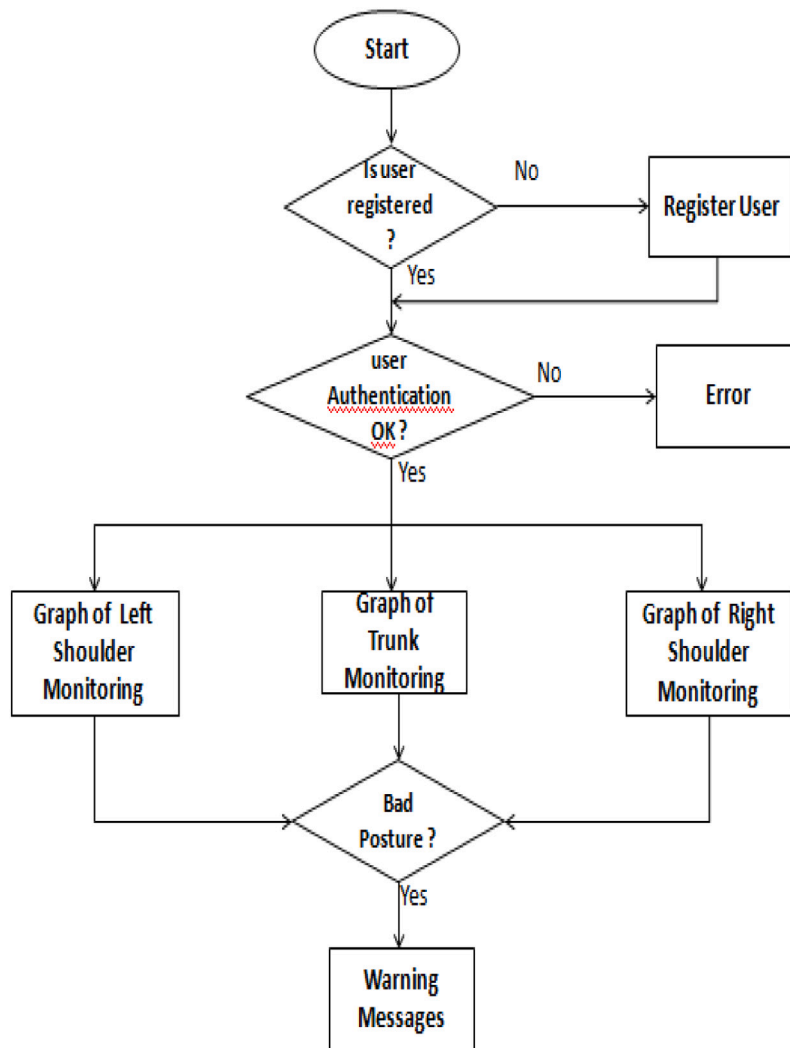 Start
Is user
registered
?
No
Register User
Yes
user
Authentication
OK?
No
Error
Yes
Graph of Left
Shoulder
Monitoring
Graph of
Trunk
Monitoring
Graph of Right
Shoulder
Monitoring
Bad
Posture ?
Yes
Warning
Messages